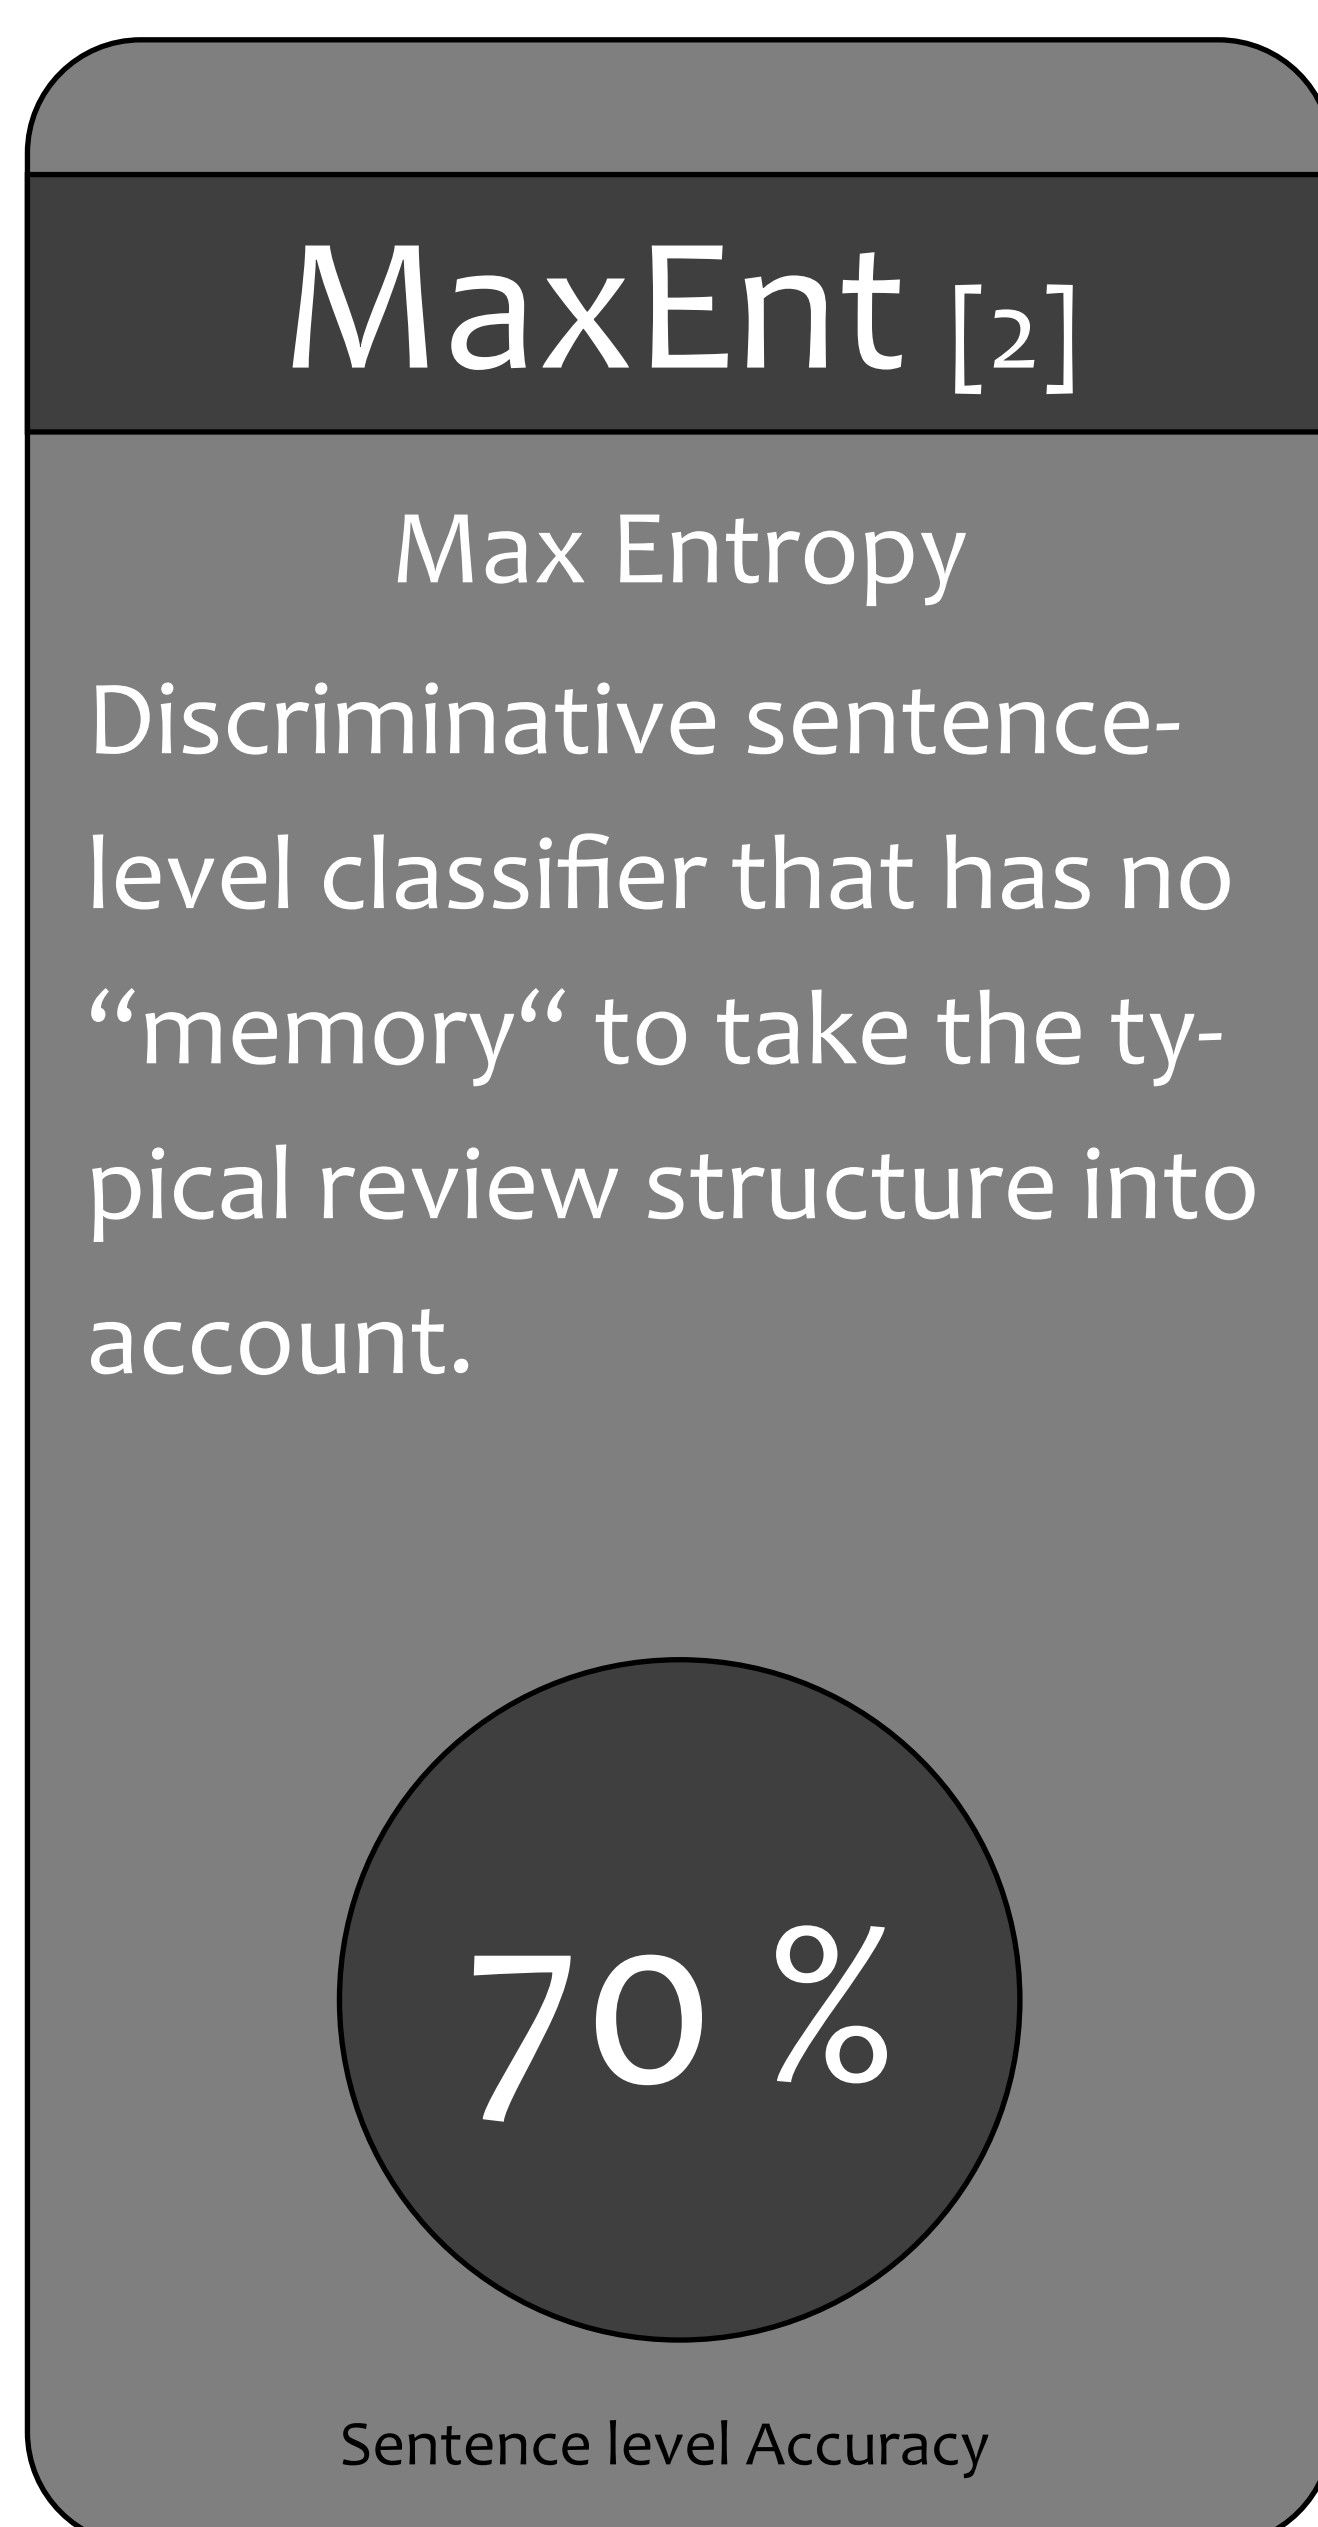 MaxEnt [2]
Max Entropy
Discriminative sentence-
level classifier that has no
“memory“ to take the ty-
pical review structure into
account.
70 %
Sentence level Accuracy